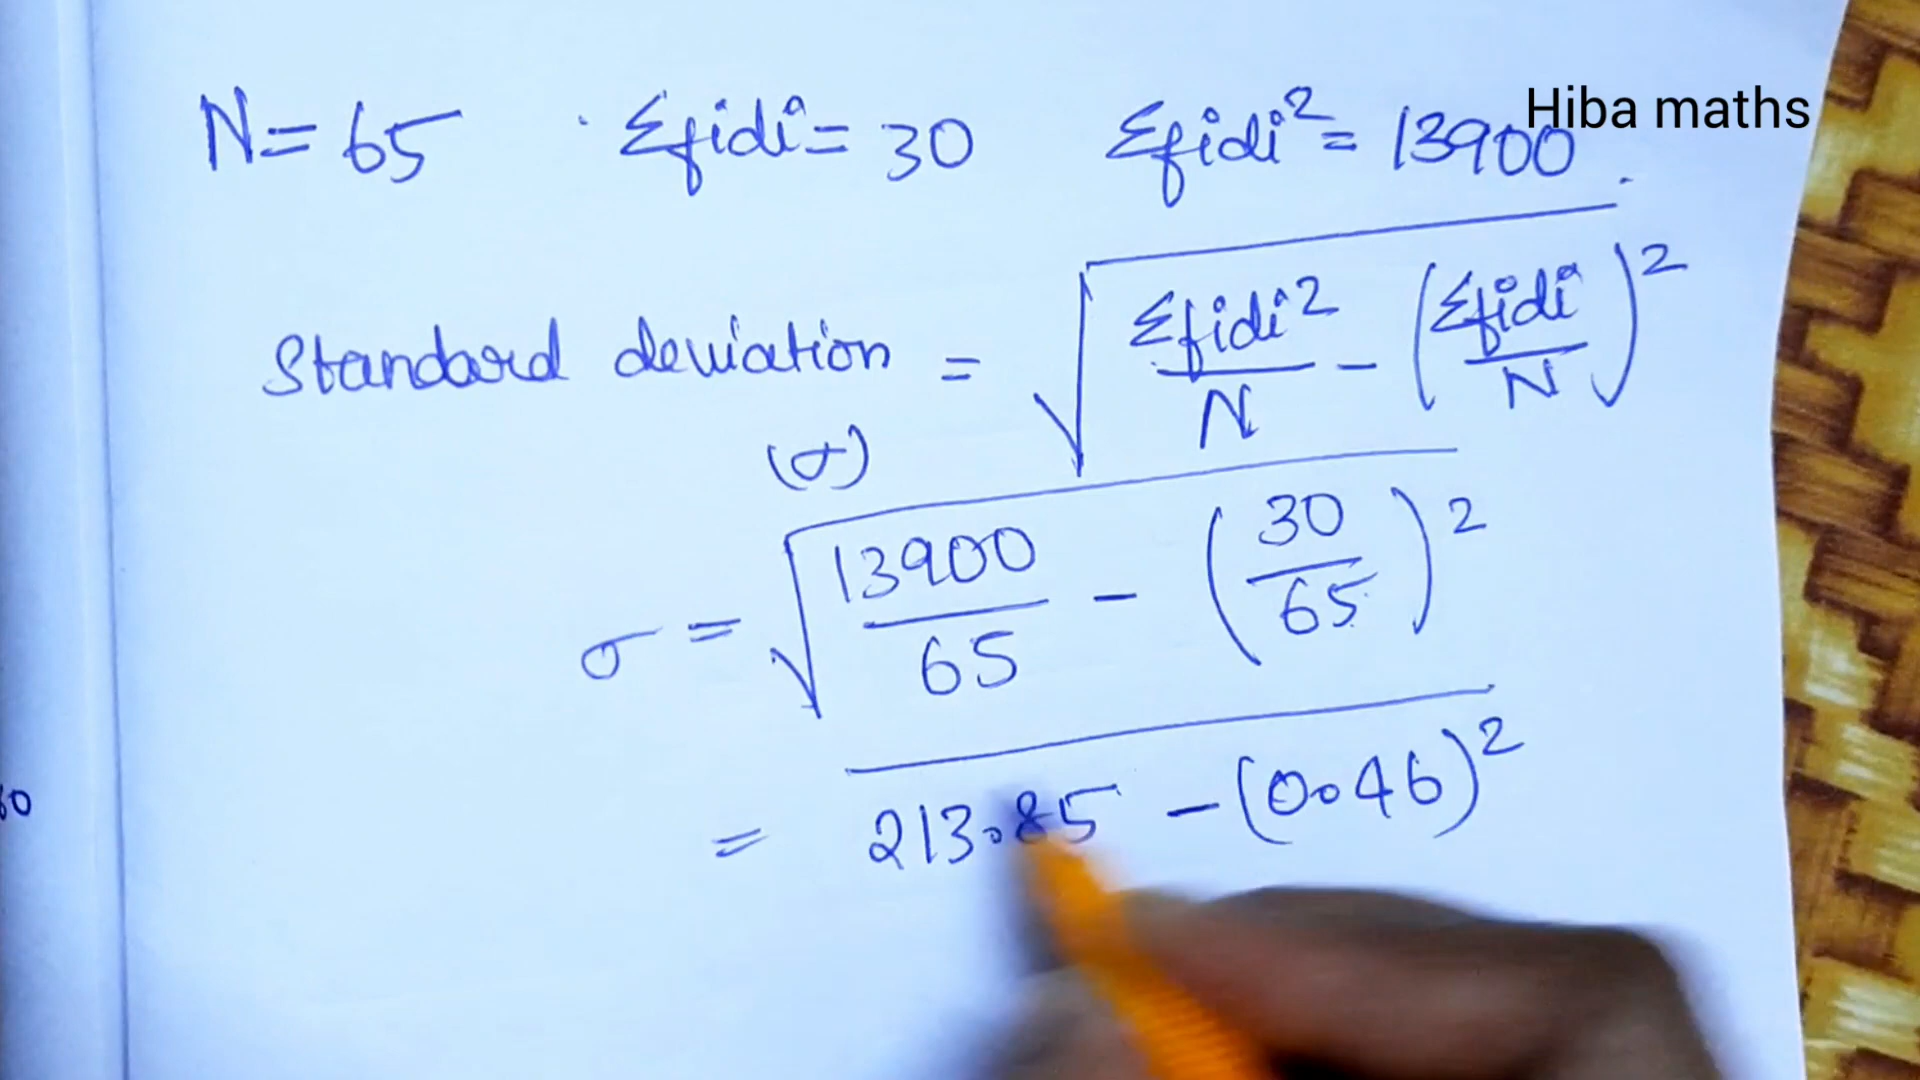 Hiba maths
N = 65 Σfidi = 30 Σfidi² = 13900
Standard deviation = √(Σfidi²/N - (Σfidi/N)²)
(σ)
σ = √(13900/65 - (30/65)²)
= 213.85 - (0.46)²